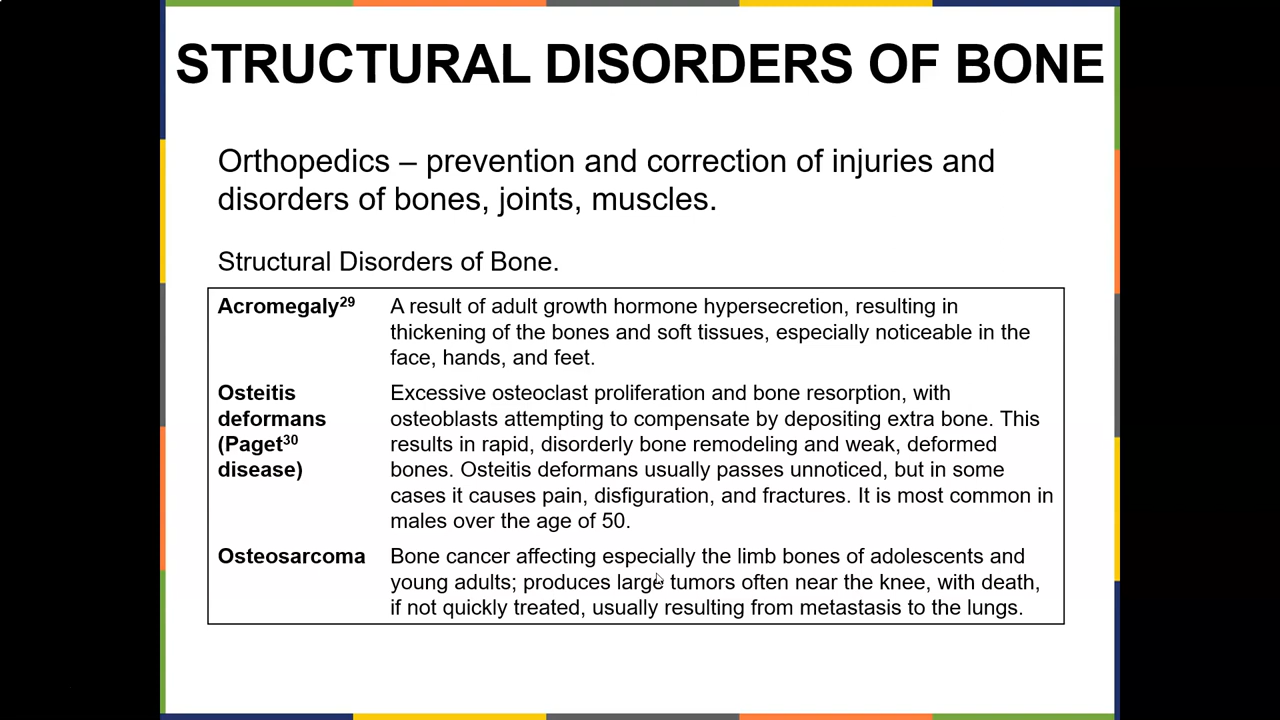 STRUCTURAL DISORDERS OF BONE
Orthopedics – prevention and correction of injuries and
disorders of bones, joints, muscles.
Structural Disorders of Bone.
Acromegaly²⁹
A result of adult growth hormone hypersecretion, resulting in
thickening of the bones and soft tissues, especially noticeable in the
face, hands, and feet.
Osteitis
deformans
(Paget³⁰
disease)
Excessive osteoclast proliferation and bone resorption, with
osteoblasts attempting to compensate by depositing extra bone. This
results in rapid, disorderly bone remodeling and weak, deformed
bones. Osteitis deformans usually passes unnoticed, but in some
cases it causes pain, disfiguration, and fractures. It is most common in
males over the age of 50.
Osteosarcoma
Bone cancer affecting especially the limb bones of adolescents and
young adults; produces large tumors often near the knee, with death,
if not quickly treated, usually resulting from metastasis to the lungs.